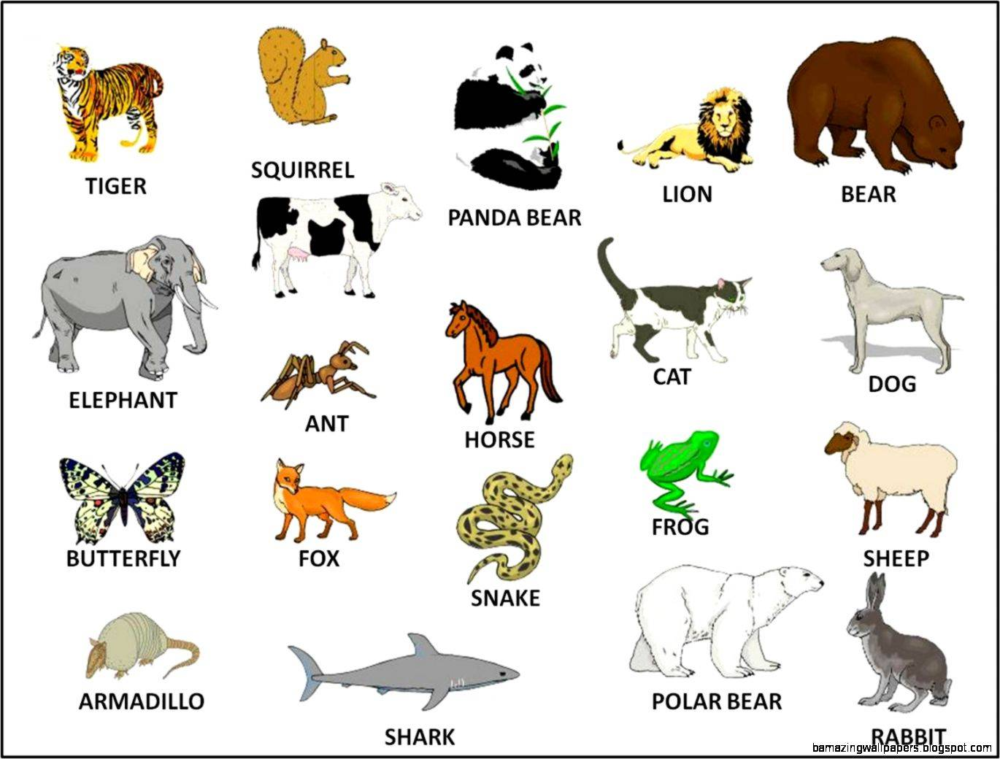 TIGER
SQUIRREL
PANDA BEAR
LION
BEAR
ELEPHANT
ANT
HORSE
CAT
DOG
BUTTERFLY
FOX
SNAKE
FROG
SHEEP
ARMADILLO
SHARK
POLAR BEAR
RABBIT
bamazingwallpapers.blogspot.com